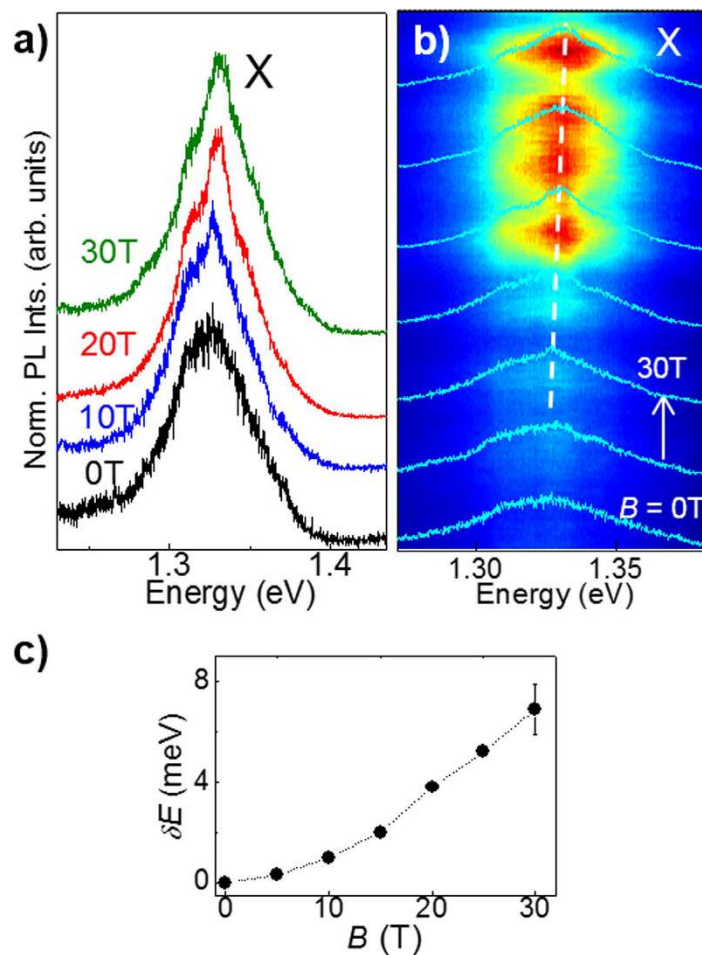 a)
X
Norm. PL Ints. (arb. units)
30T
20T
10T
0T
1.3
1.4
Energy (eV)
b)
X
30T
B = 0T
1.30
1.35
Energy (eV)
c)
δE (meV)
8
4
0
0
10
20
30
B (T)